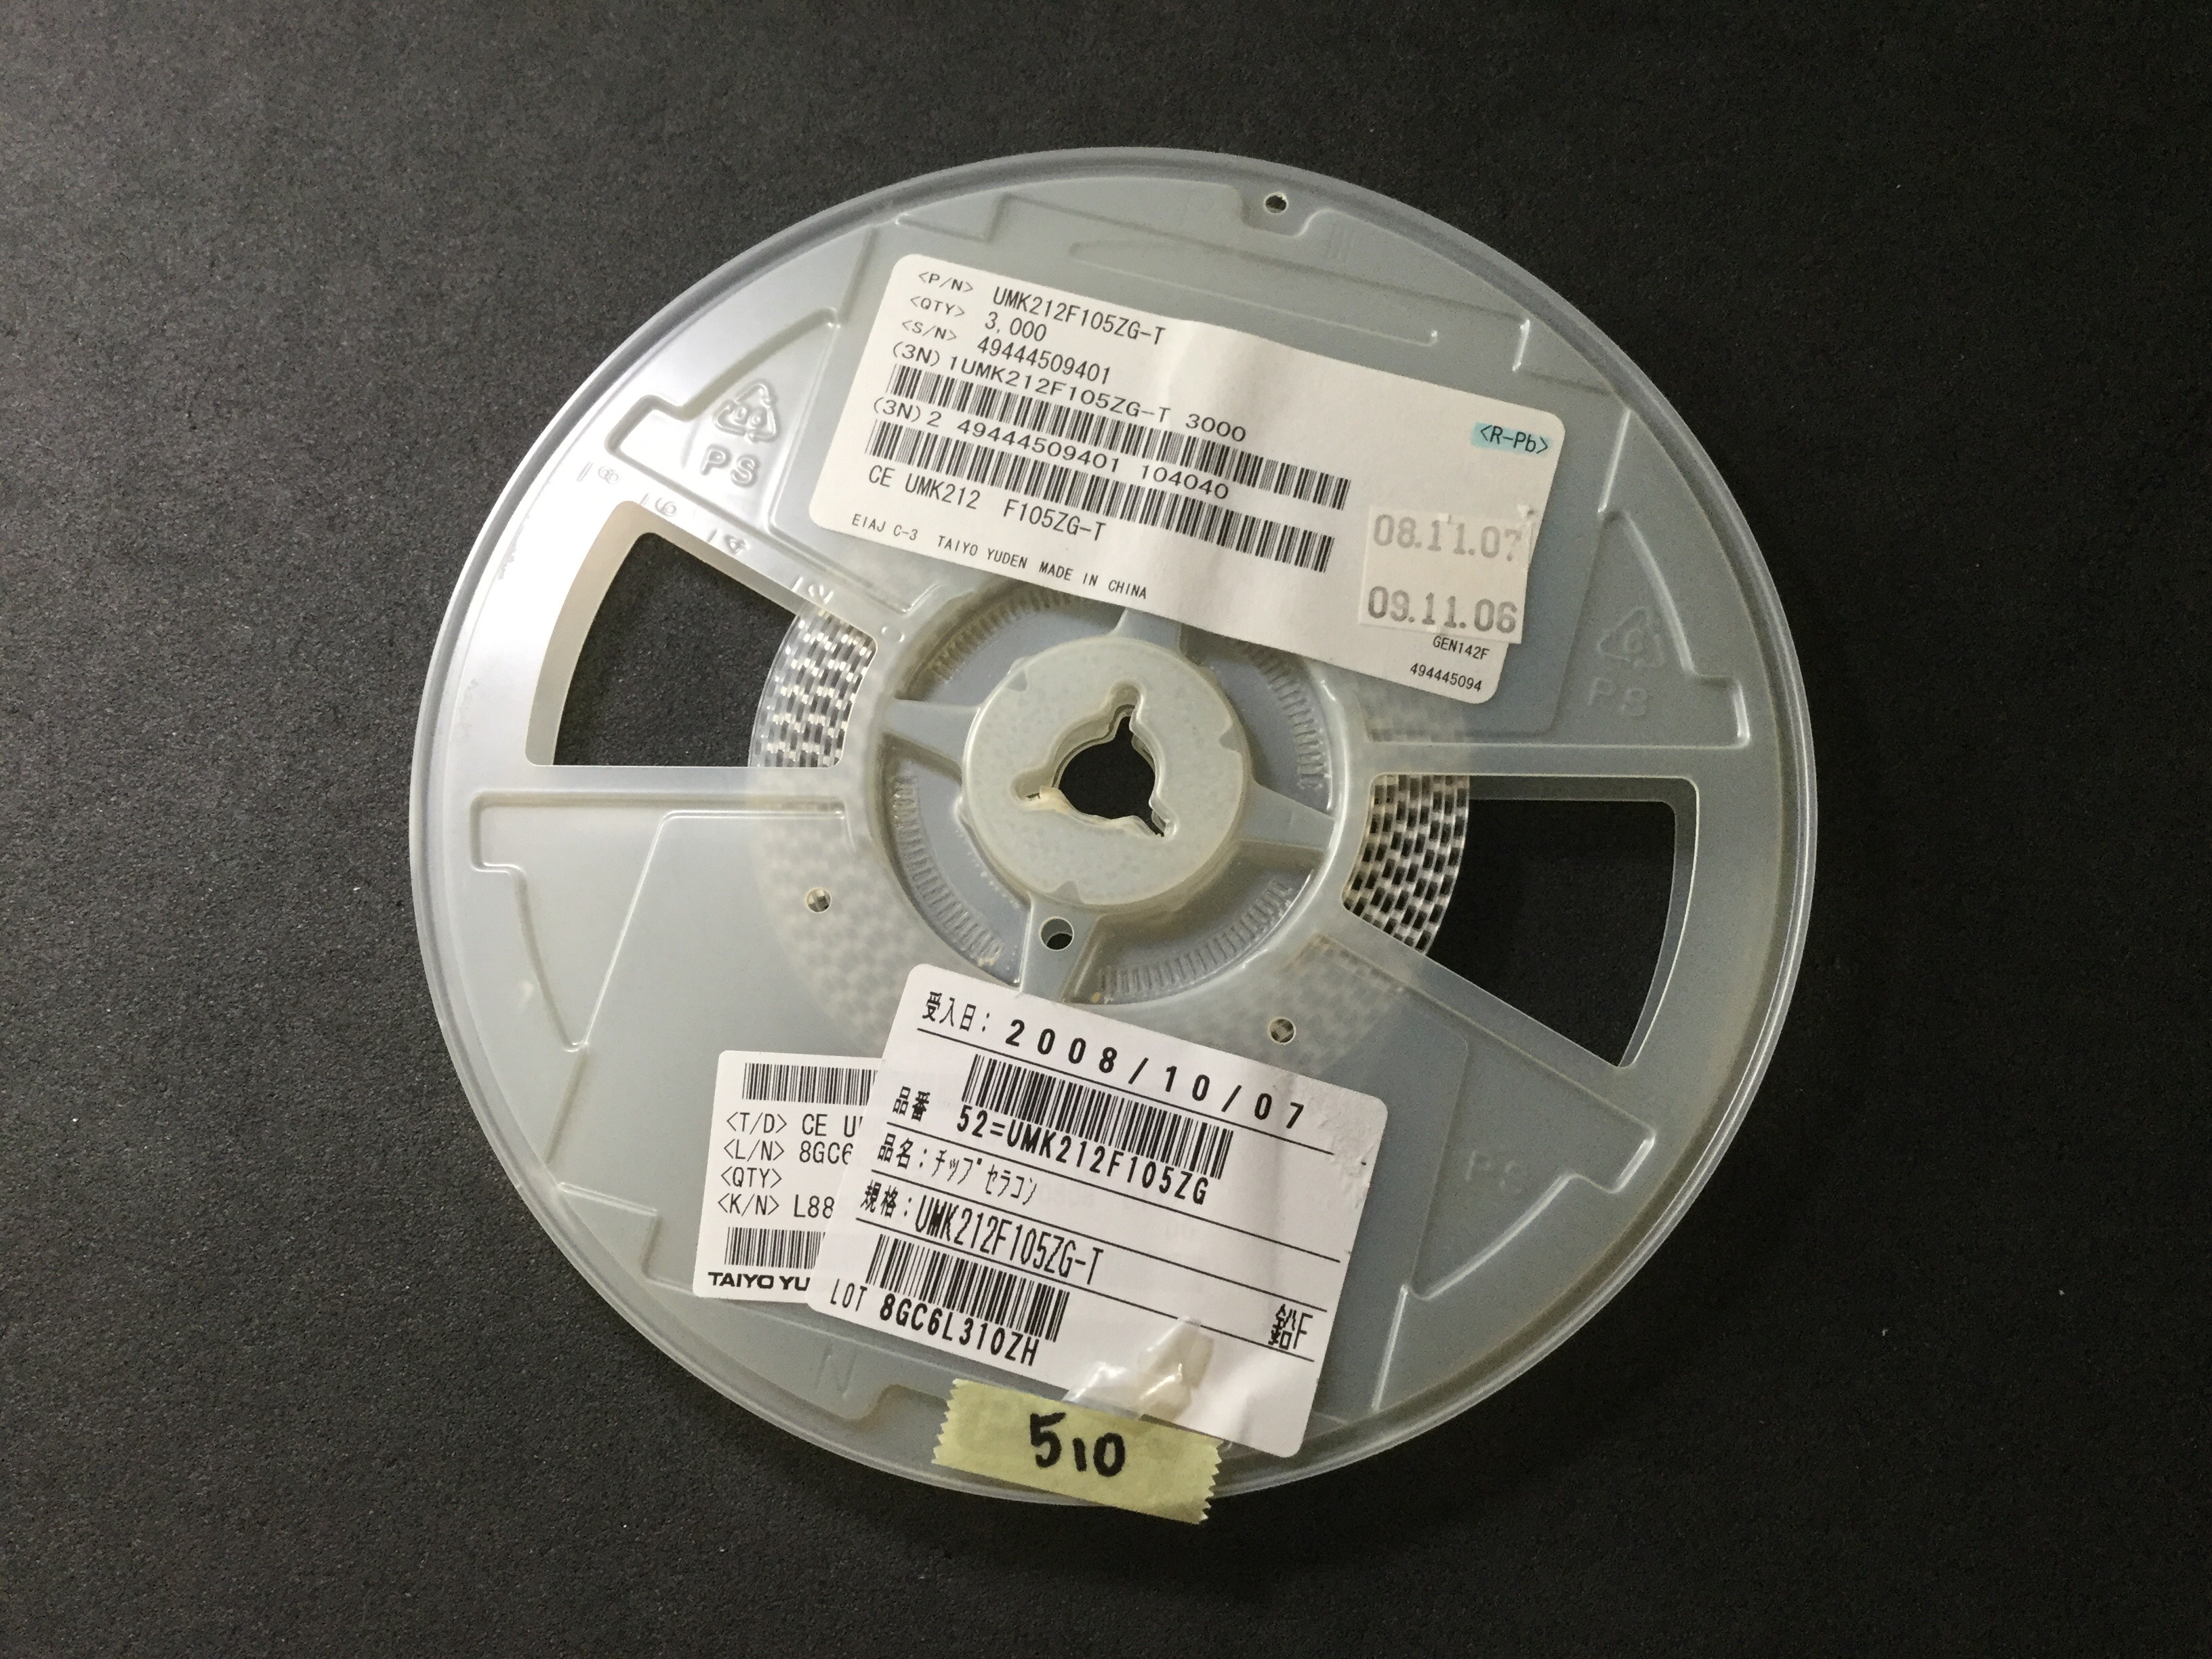 <P/N> UMK212F105ZG-T
<QTY> 3,000
<S/N> 49444509401
(3N)1UMK212F105ZG-T 3000
(3N)2 49444509401 104040
CE UMK212 F105ZG-T
EIAJ C-3 TAIYO YUDEN MADE IN CHINA
<R-Pb>
08.11.07
09.11.06
GEN142F
494445094
PS
PS
PS
受入日: 2008/10/07
品番 52=UMK212F105ZG
品名:チップセラコン
規格:UMK212F105ZG-T
LOT 8GC6L310ZH
鉛F
<T/D> CE U
<L/N> 8GC6
<QTY>
<K/N> L88
TAIYO YU
510